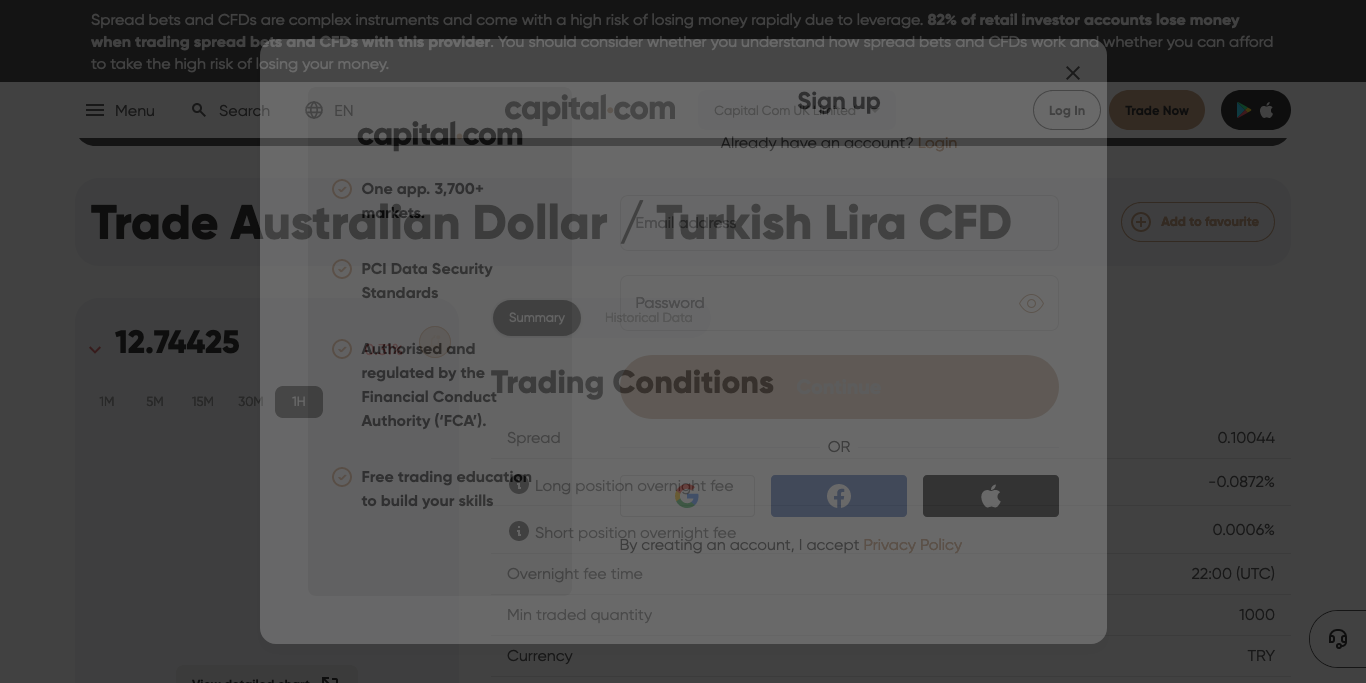 Spread bets and CFDs are complex instruments and come with a high risk of losing money rapidly due to leverage. 82% of retail investor accounts lose money
when trading spread bets and CFDs with this provider. You should consider whether you understand how spread bets and CFDs work and whether you can afford
to take the high risk of losing your money.
Menu
Search
EN
capital.com
Capital Com UK Limited
Log In
Trade Now
Trade Australian Dollar / Turkish Lira CFD
Add to favourite
12.74425
1M
5M
15M
30M
1H
View detailed chart
Summary
Historical Data
Trading Conditions
Spread
0.10044
Long position overnight fee
-0.0872%
Short position overnight fee
0.0006%
Overnight fee time
22:00 (UTC)
Min traded quantity
1000
Currency
TRY
capital.com
One app. 3,700+
markets.
PCI Data Security
Standards
Authorised and
regulated by the
Financial Conduct
Authority (‘FCA’).
Free trading education
to build your skills
Sign up
Already have an account? Login
Email address
Password
Continue
OR
By creating an account, I accept Privacy Policy